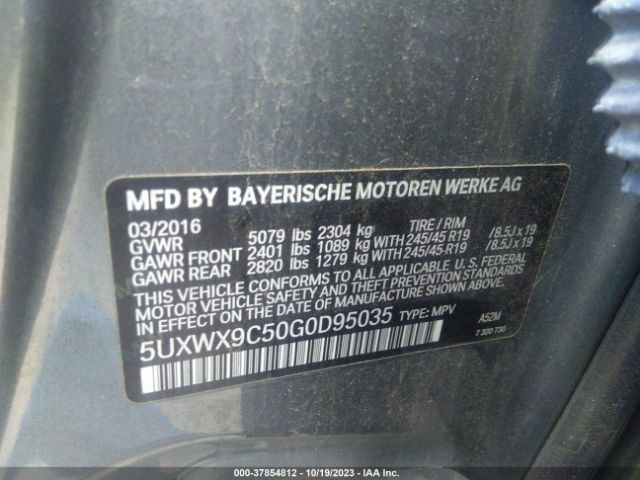 MFD BY BAYERISCHE MOTOREN WERKE AG
03/2016 TIRE / RIM
GVWR 5079 lbs 2304 kg
GAWR FRONT 2401 lbs 1089 kg WITH 245/45 R19 /8.5J x 19
GAWR REAR 2820 lbs 1279 kg WITH 245/45-R19 /8.5J x 19
THIS VEHICLE CONFORMS TO ALL APPLICABLE U.S. FEDERAL
MOTOR VEHICLE SAFETY, BUMPER, AND THEFT PREVENTION
STANDARDS IN EFFECT ON THE DATE OF MANUFACTURE SHOWN ABOVE.
5UXWX9C50G0D95035 TYPE: MPV A52M
7 320 730
000-37854812 • 10/19/2023 • IAA Inc.